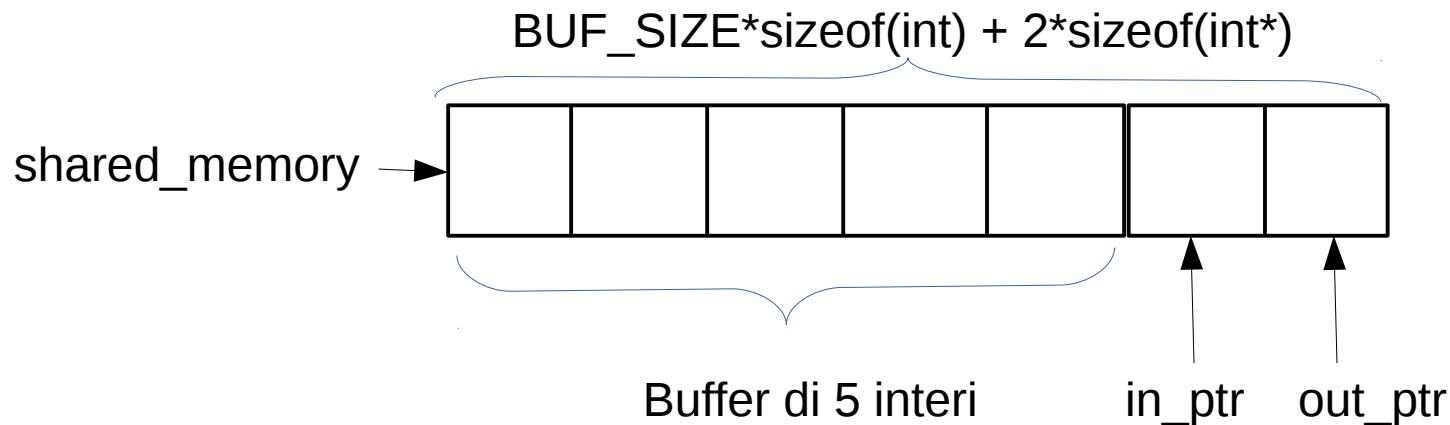 BUF_SIZE*sizeof(int) + 2*sizeof(int*)
shared_memory
Buffer di 5 interi
in_ptr
out_ptr